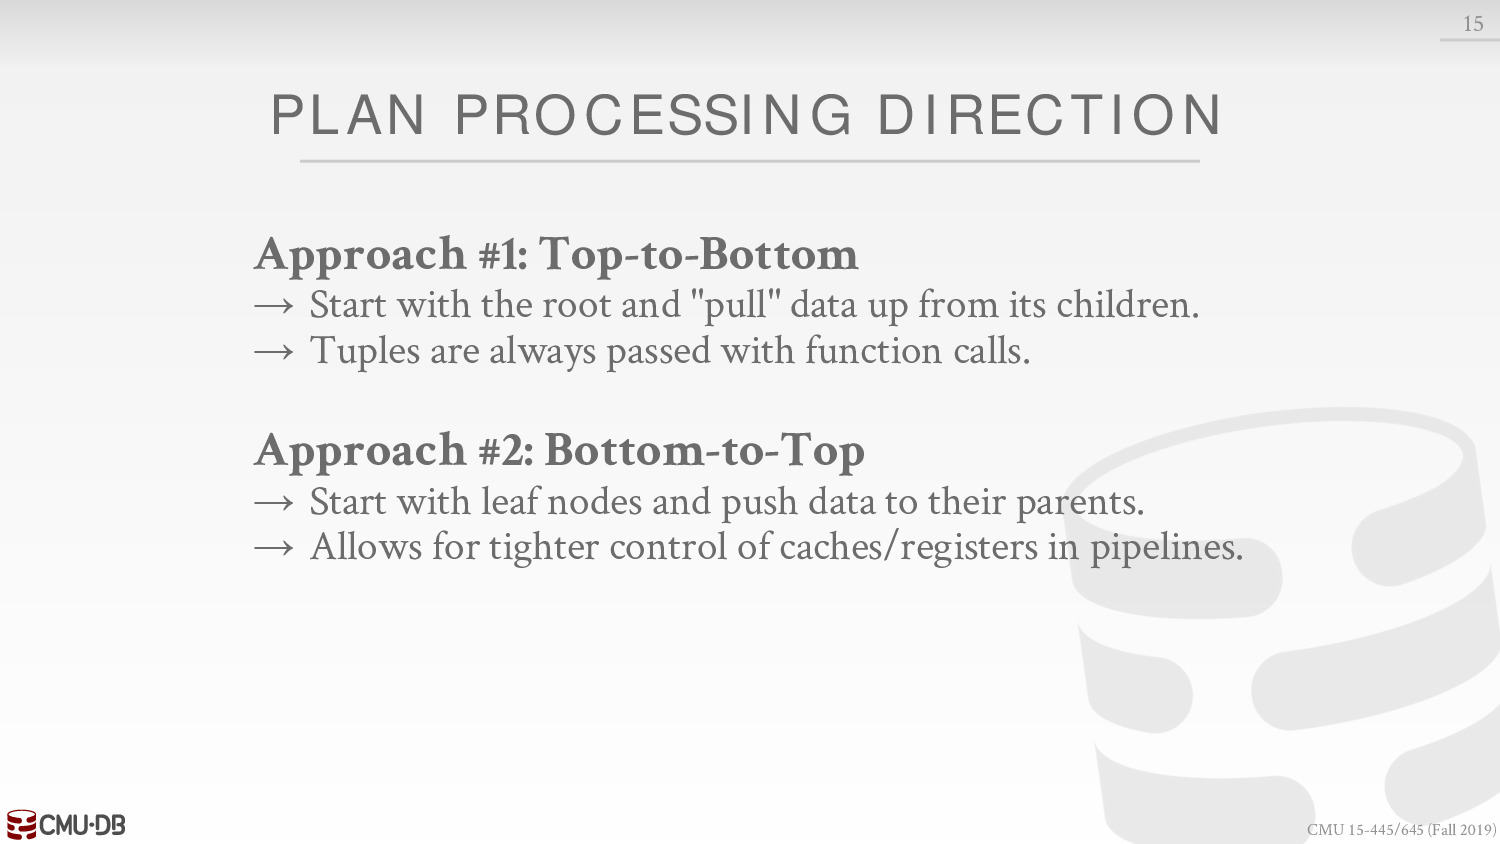 15
PLAN PROCESSING DIRECTION
Approach #1: Top-to-Bottom
→ Start with the root and "pull" data up from its children.
→ Tuples are always passed with function calls.
Approach #2: Bottom-to-Top
→ Start with leaf nodes and push data to their parents.
→ Allows for tighter control of caches/registers in pipelines.
CMU·DB
CMU 15-445/645 (Fall 2019)